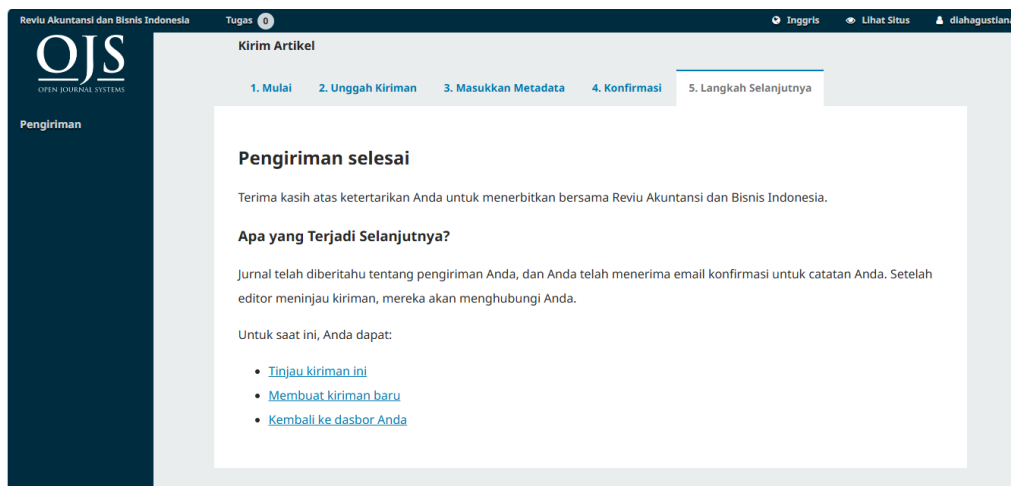 Reviu Akuntansi dan Bisnis Indonesia
Tugas 0
Inggris
Lihat Situs
diahagustiana
OJS
OPEN JOURNAL SYSTEMS
Pengiriman
Kirim Artikel
1. Mulai
2. Unggah Kiriman
3. Masukkan Metadata
4. Konfirmasi
5. Langkah Selanjutnya
Pengiriman selesai
Terima kasih atas ketertarikan Anda untuk menerbitkan bersama Reviu Akuntansi dan Bisnis Indonesia.
Apa yang Terjadi Selanjutnya?
Jurnal telah diberitahu tentang pengiriman Anda, dan Anda telah menerima email konfirmasi untuk catatan Anda. Setelah
editor meninjau kiriman, mereka akan menghubungi Anda.
Untuk saat ini, Anda dapat:
Tinjau kiriman ini
Membuat kiriman baru
Kembali ke dasbor Anda